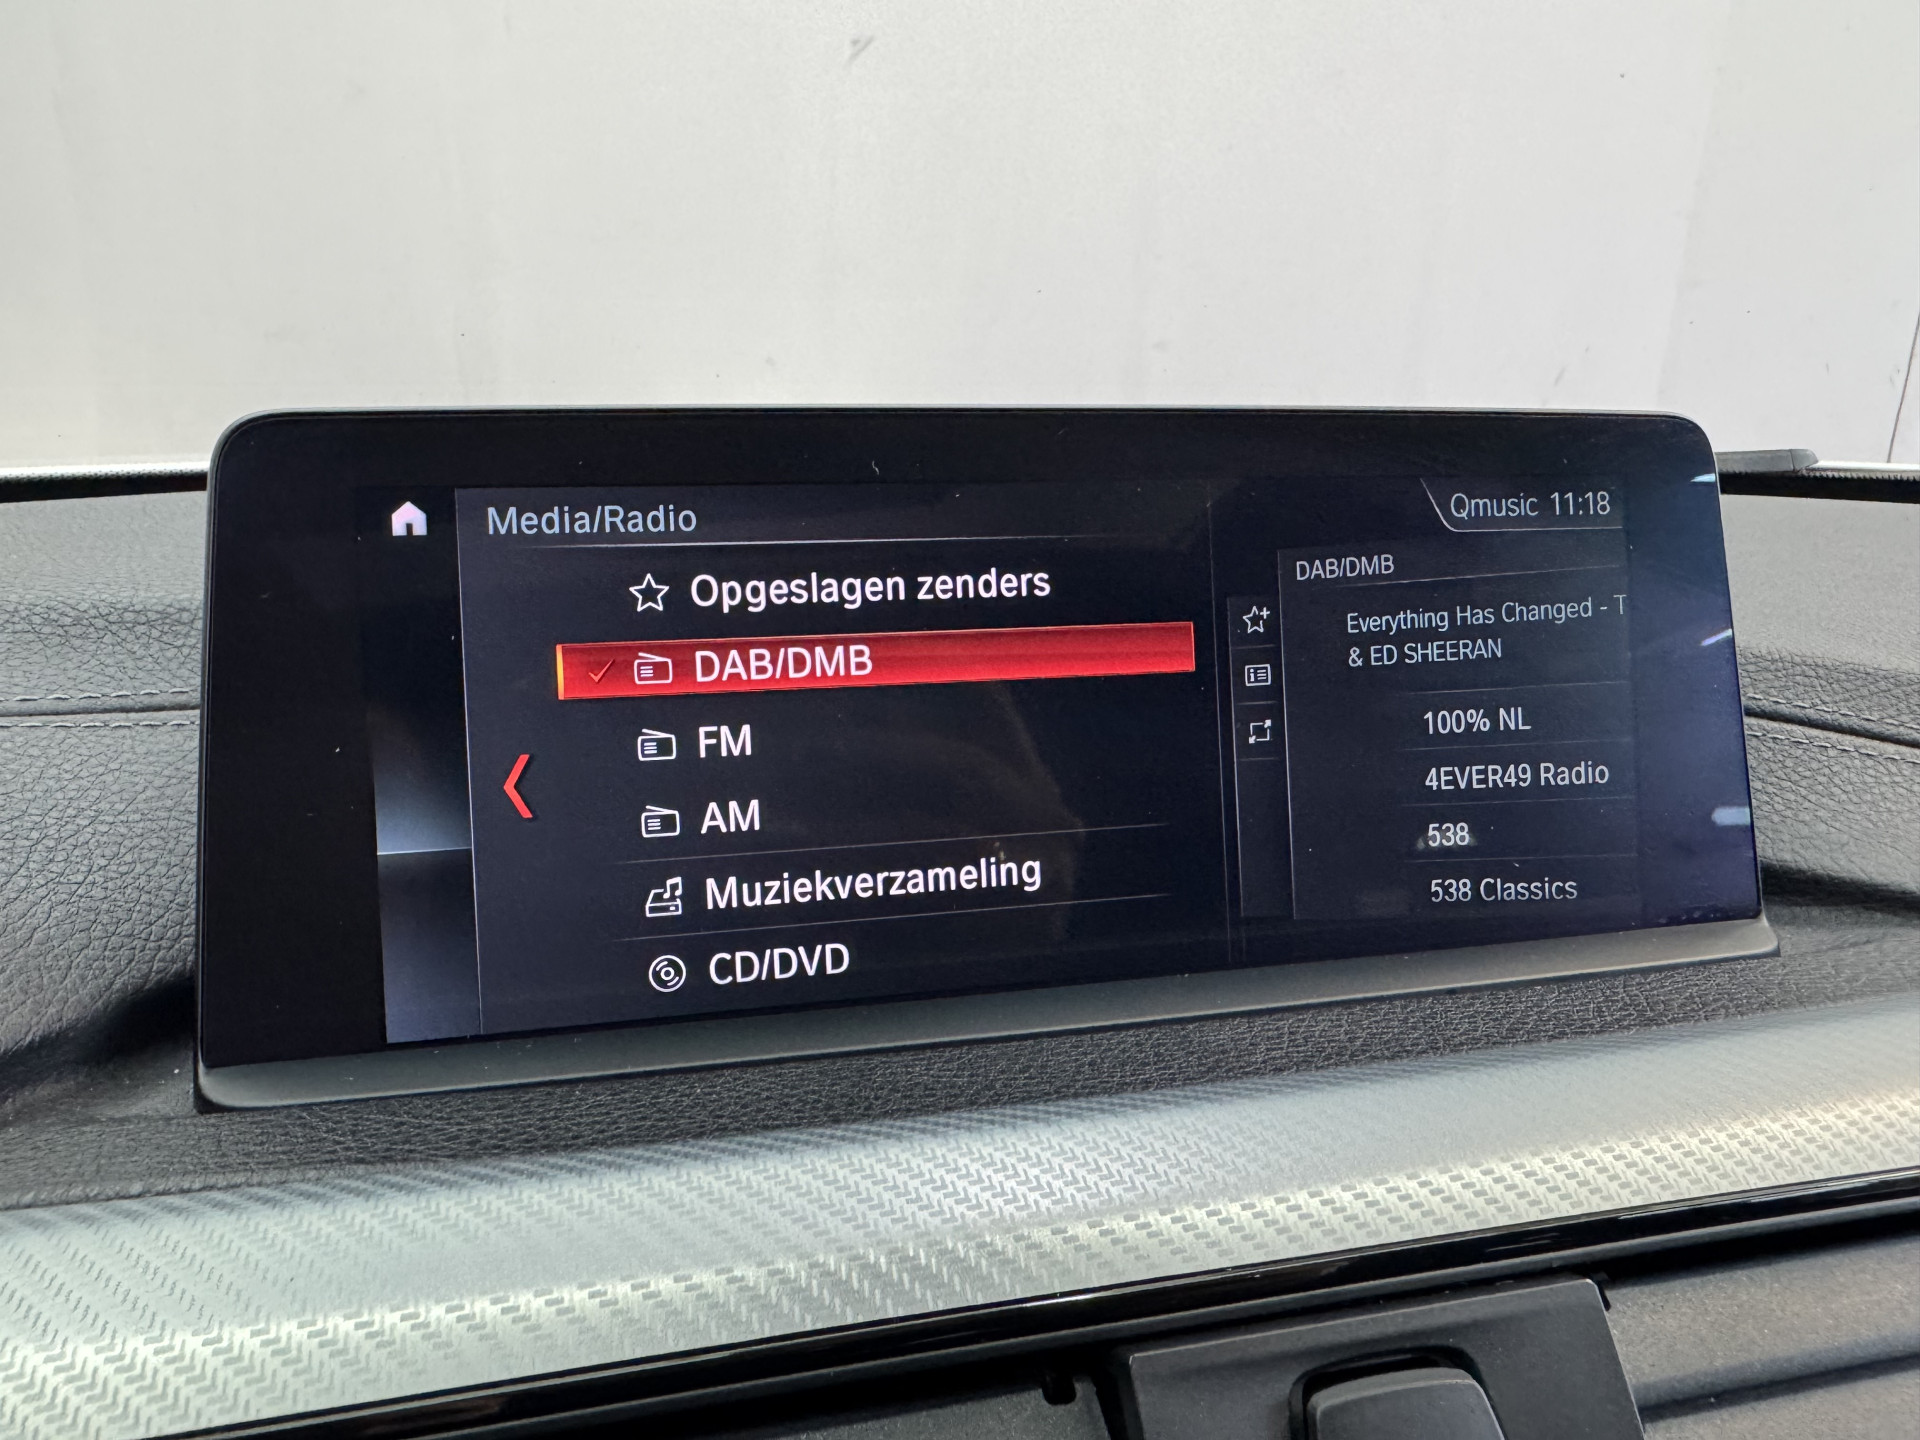 Media/Radio
Opgeslagen zenders
DAB/DMB
FM
AM
Muziekverzameling
CD/DVD
Qmusic 11:18
DAB/DMB
Everything Has Changed - T
& ED SHEERAN
100% NL
4EVER49 Radio
538
538 Classics